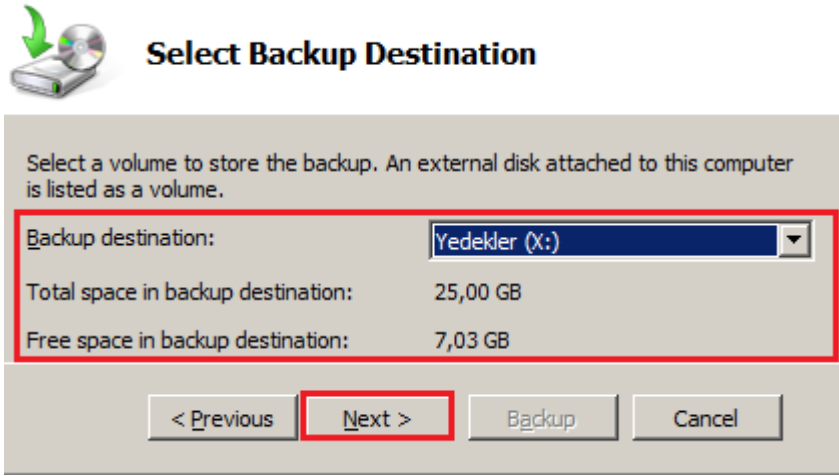 Select Backup Destination
Select a volume to store the backup. An external disk attached to this computer
is listed as a volume.
Backup destination: Yedekler (X:)
Total space in backup destination: 25,00 GB
Free space in backup destination: 7,03 GB
< Previous Next > Backup Cancel